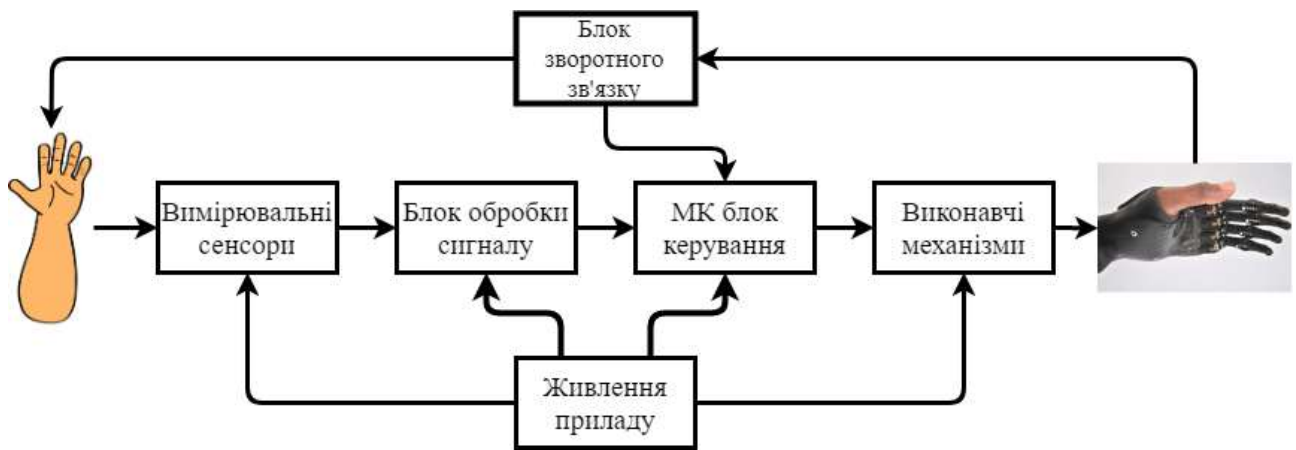 Блок
зворотного
зв'язку
Вимірювальні
сенсори
Блок обробки
сигналу
МК блок
керування
Виконавчі
механізми
Живлення
приладу